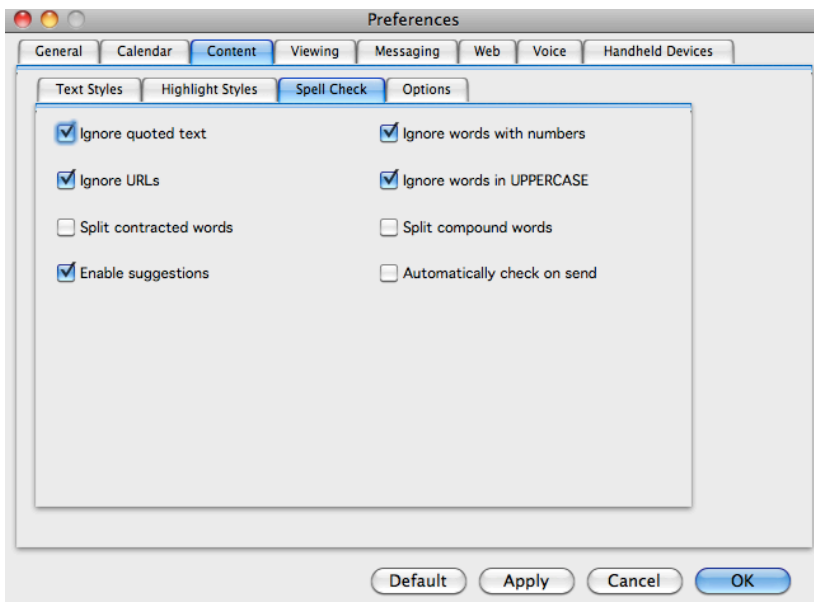 Preferences
General Calendar Content Viewing Messaging Web Voice Handheld Devices
Text Styles Highlight Styles Spell Check Options
Ignore quoted text Ignore words with numbers
Ignore URLs Ignore words in UPPERCASE
Split contracted words Split compound words
Enable suggestions Automatically check on send
Default Apply Cancel OK